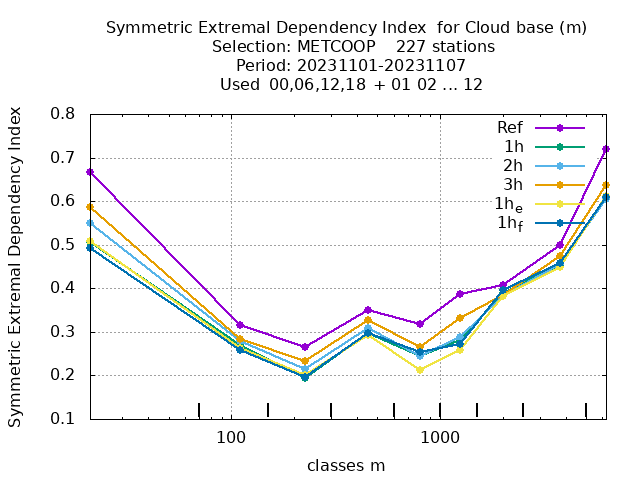 Symmetric Extremal Dependency Index  for Cloud base (m)
Selection: METCOOP    227 stations
Period: 20231101-20231107
Used  00,06,12,18  + 01 02 ... 12
Symmetric Extremal Dependency Index
0.8
0.7
0.6
0.5
0.4
0.3
0.2
0.1
Ref
1h
2h
3h
1he
1hf
100
1000
classes m